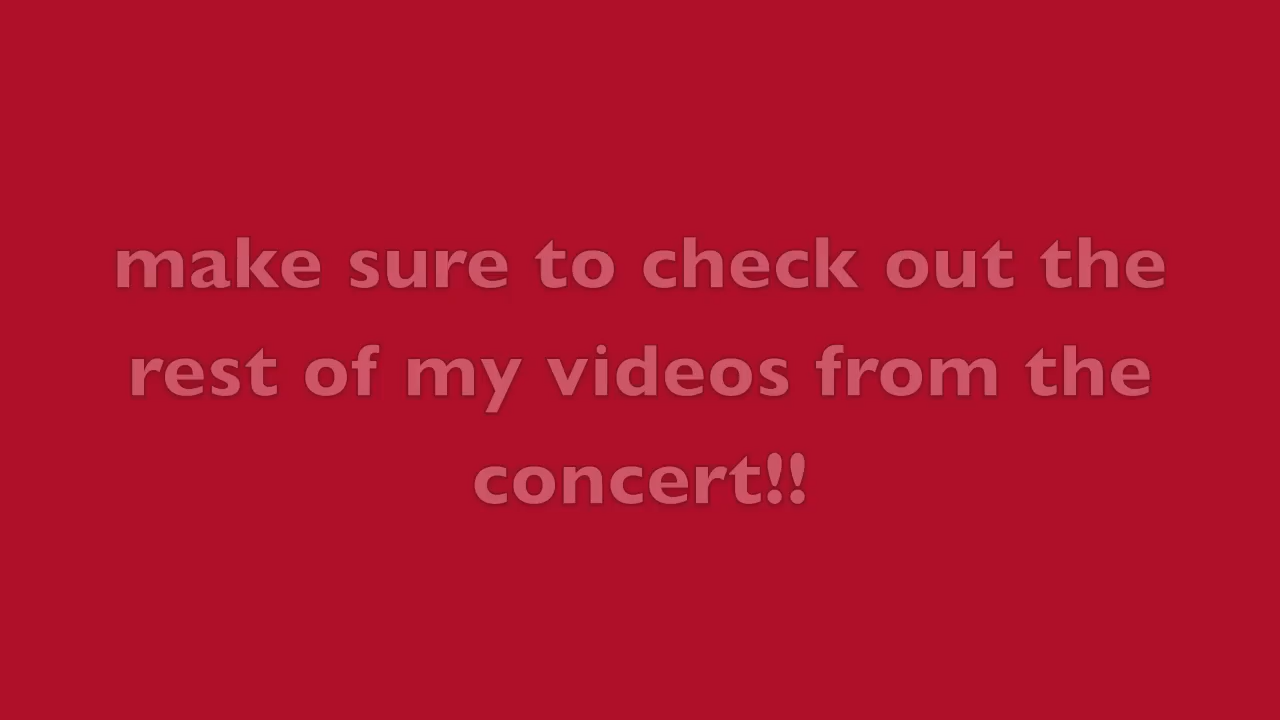 make sure to check out the
rest of my videos from the
concert!!